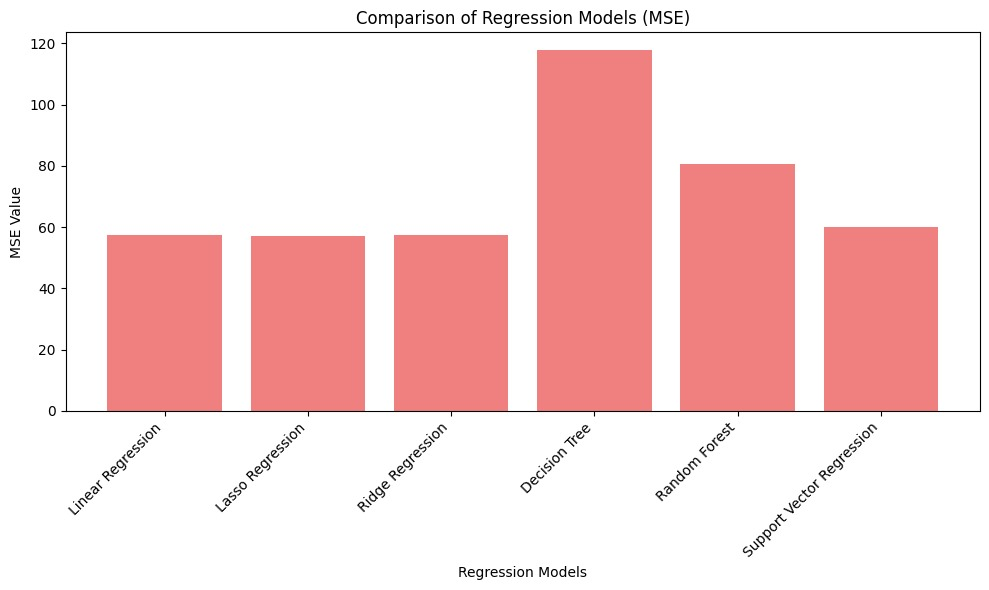 Comparison of Regression Models (MSE)
MSE Value
120
100
80
60
40
20
0
Linear Regression
Lasso Regression
Ridge Regression
Decision Tree
Random Forest
Support Vector Regression
Regression Models